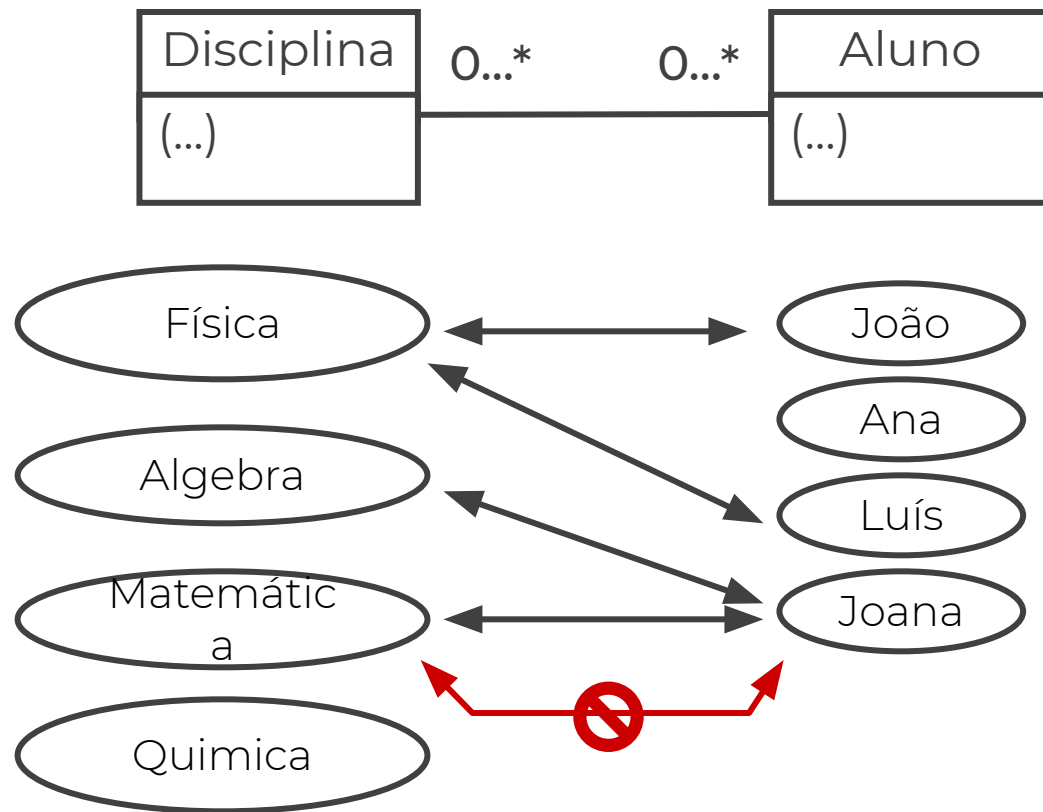 Disciplina
0...*
0...*
Aluno
(...)
(...)
Física
João
Ana
Algebra
Luís
Matemátic
a
Joana
Quimica